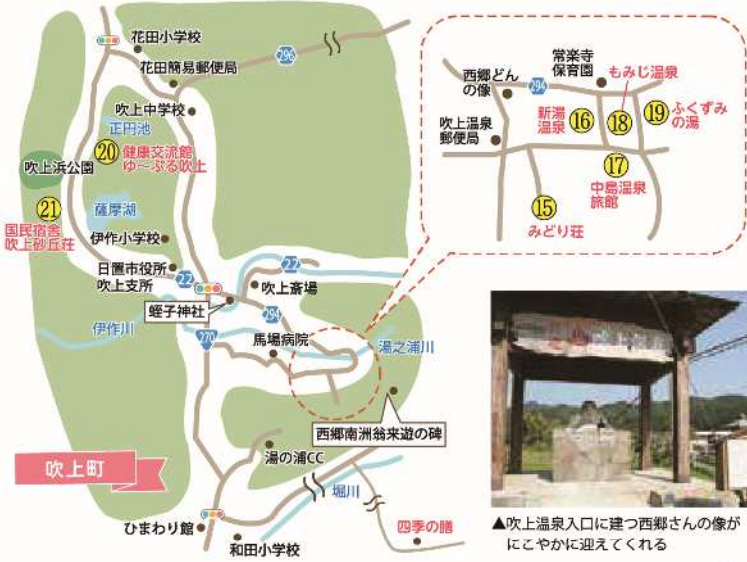 花田小学校
296
花田簡易郵便局
吹上中学校
正円池
⑳ 健康交流館
ゆ～ぷる吹上
吹上浜公園
㉑
国民宿舎
吹上砂丘荘
薩摩湖
伊作小学校
日置市役所
吹上支所
22
22
吹上斎場
蛭子神社
294
伊作川
270
馬場病院
湯之浦川
西郷南洲翁来遊の碑
吹上町
湯の浦CC
堀川
ひまわり館
和田小学校
四季の膳
西郷どん
の像
294
常楽寺
保育園
もみじ温泉
吹上温泉
郵便局
新湯
温泉
⑯
⑱
⑲
ふくずみ
の湯
⑰
中島温泉
旅館
⑮
みどり荘
▲吹上温泉入口に建つ西郷さんの像が
にこやかに迎えてくれる